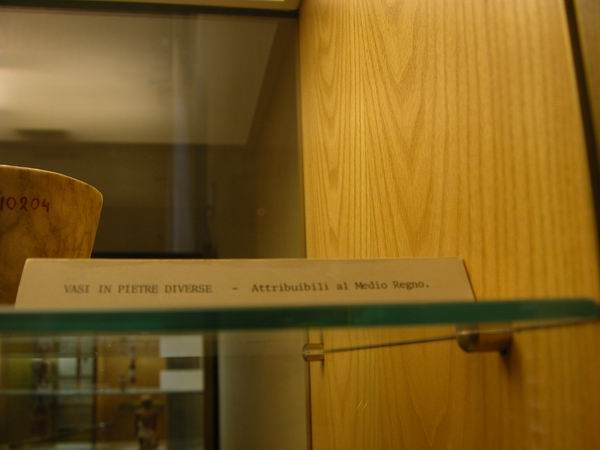 10204
VASI IN PIETRE DIVERSE - Attribuibili al Medio Regno.